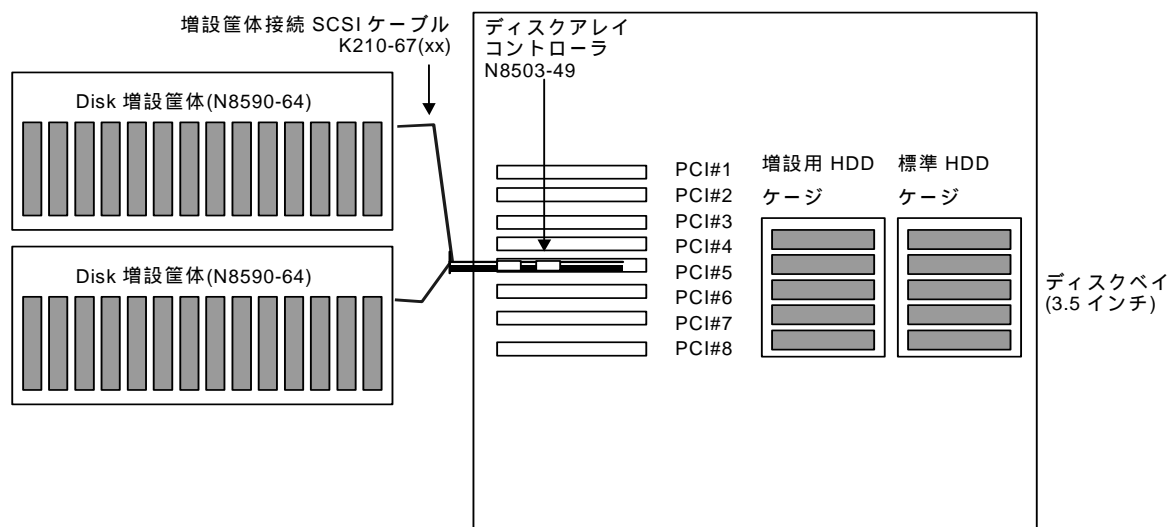 増設筐体接続 SCSI ケーブル
K210-67(xx)
ディスクアレイ
コントローラ
N8503-49
Disk 増設筐体(N8590-64)
Disk 増設筐体(N8590-64)
PCI#1
PCI#2
PCI#3
PCI#4
PCI#5
PCI#6
PCI#7
PCI#8
増設用 HDD
ケージ
標準 HDD
ケージ
ディスクベイ
(3.5 インチ)